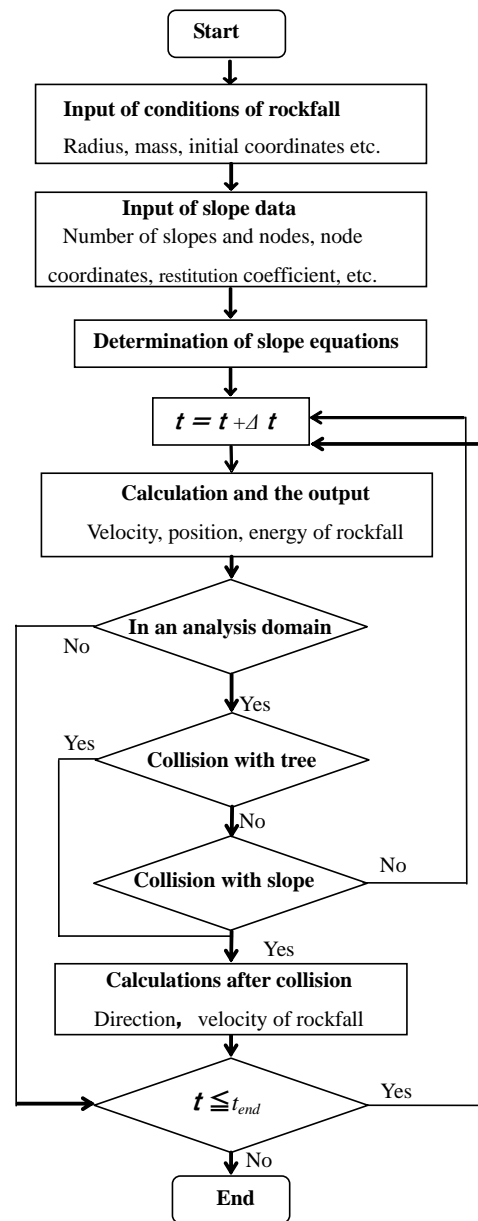 Start
Input of conditions of rockfall
Radius, mass, initial coordinates etc.
Input of slope data
Number of slopes and nodes, node
coordinates, restitution coefficient, etc.
Determination of slope equations
t = t +Δ t
Calculation and the output
Velocity, position, energy of rockfall
In an analysis domain
No
Yes
Yes
Collision with tree
No
Collision with slope
No
Yes
Calculations after collision
Direction, velocity of rockfall
t ≦ t_end
Yes
No
End